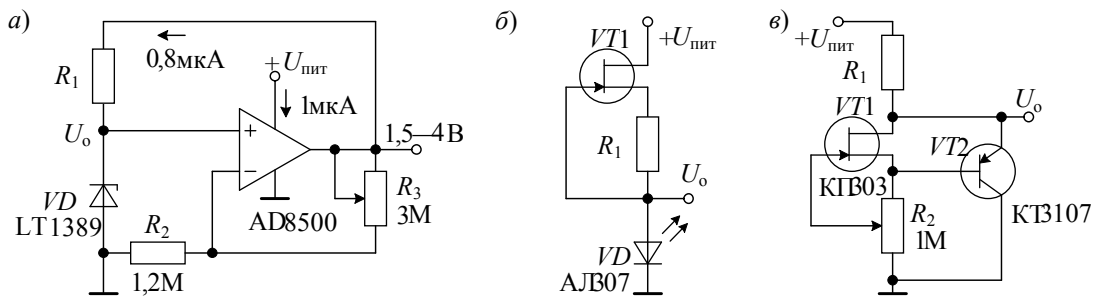 а)
0,8мкА
R1
+Uпит
1мкА
Uо
+
−
1,5—4В
VD
LT1389
R2
1,2М
AD8500
R3
3М
б)
VT1
+Uпит
R1
Uо
VD
АЛ307
в)
+Uпит
R1
VT1
Uо
VT2
КП303
R2
1М
КТ3107